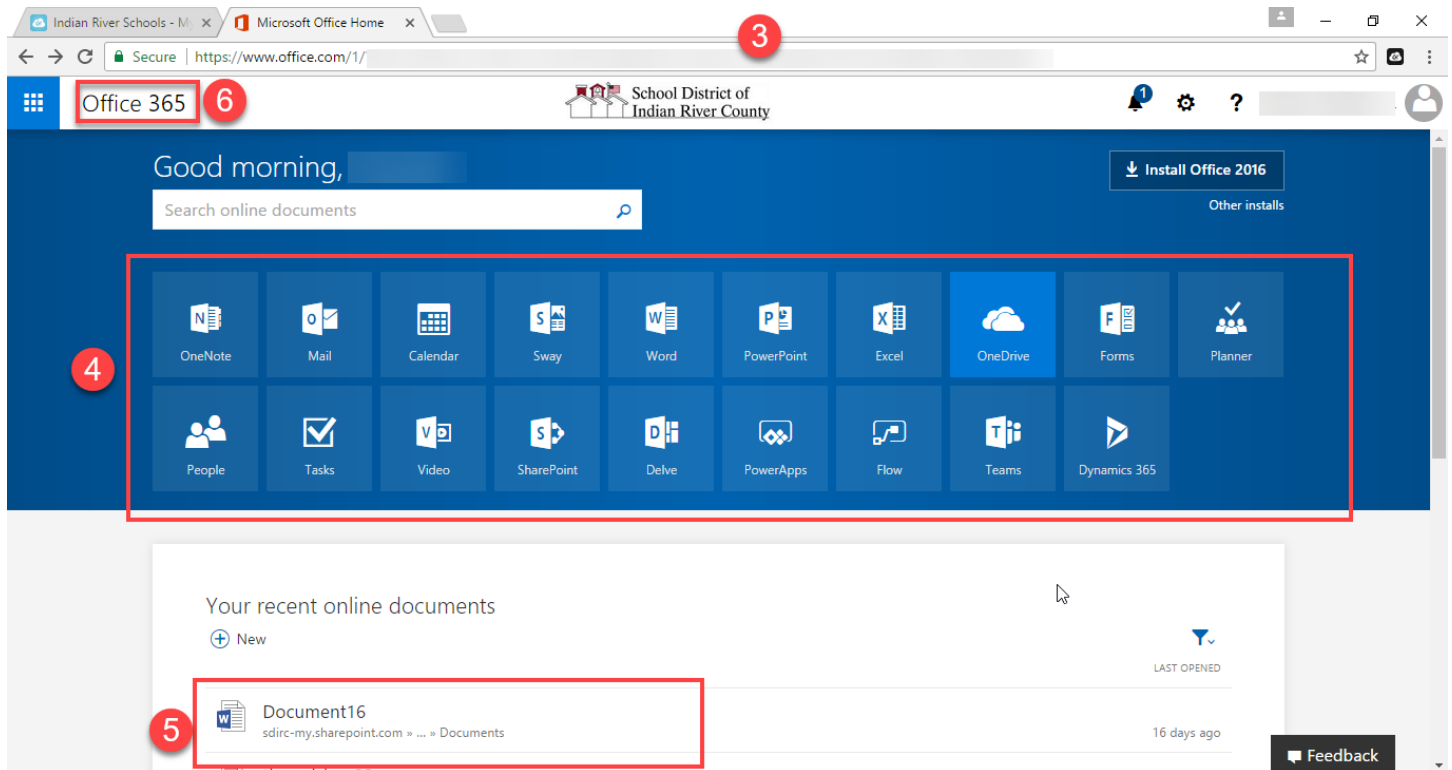 Indian River Schools - My
Microsoft Office Home
3
Secure
https://www.office.com/1/
Office 365
6
School District of
Indian River County
1
?
Good morning,
Install Office 2016
Search online documents
Other installs
OneNote
Mail
Calendar
Sway
Word
PowerPoint
Excel
OneDrive
Forms
Planner
4
People
Tasks
Video
SharePoint
Delve
PowerApps
Flow
Teams
Dynamics 365
Your recent online documents
New
LAST OPENED
5
Document16
sdirc-my.sharepoint.com » ... » Documents
16 days ago
Feedback